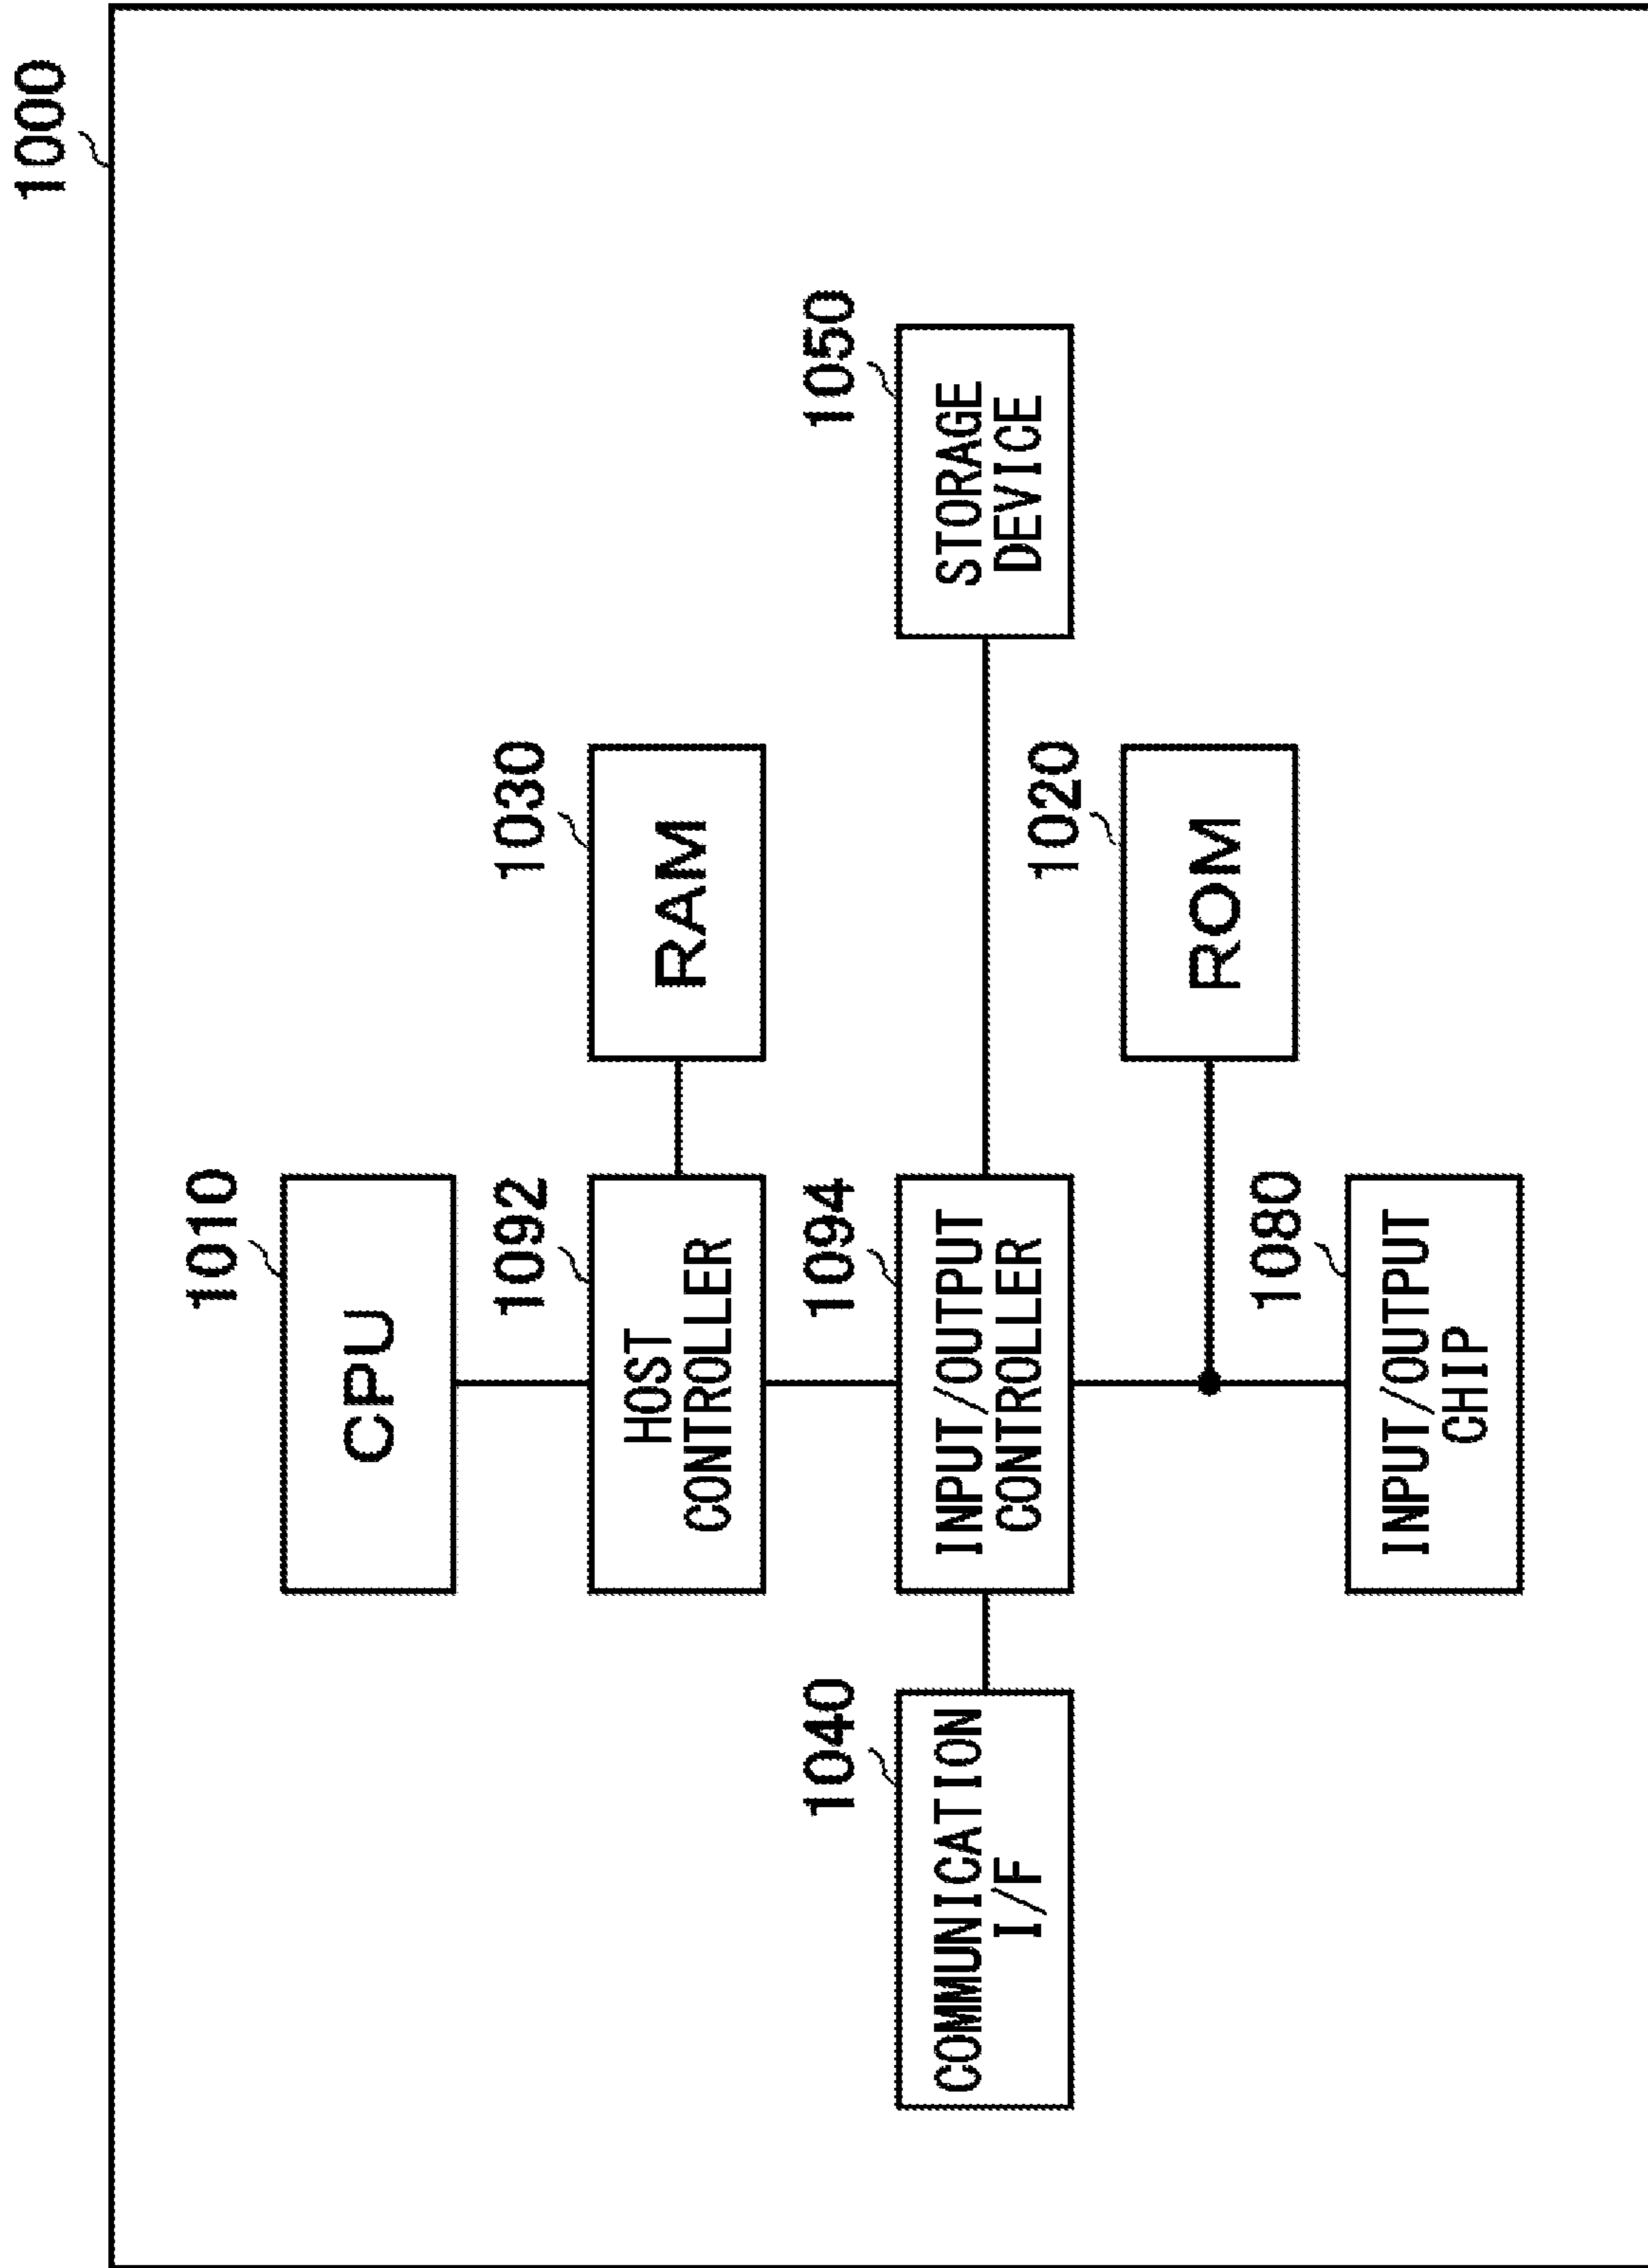 1000
1010
CPU
1092
HOST
CONTROLLER
1030
RAM
1040
COMMUNICATION
I/F
1094
INPUT/OUTPUT
CONTROLLER
1050
STORAGE
DEVICE
1020
ROM
1080
INPUT/OUTPUT
CHIP